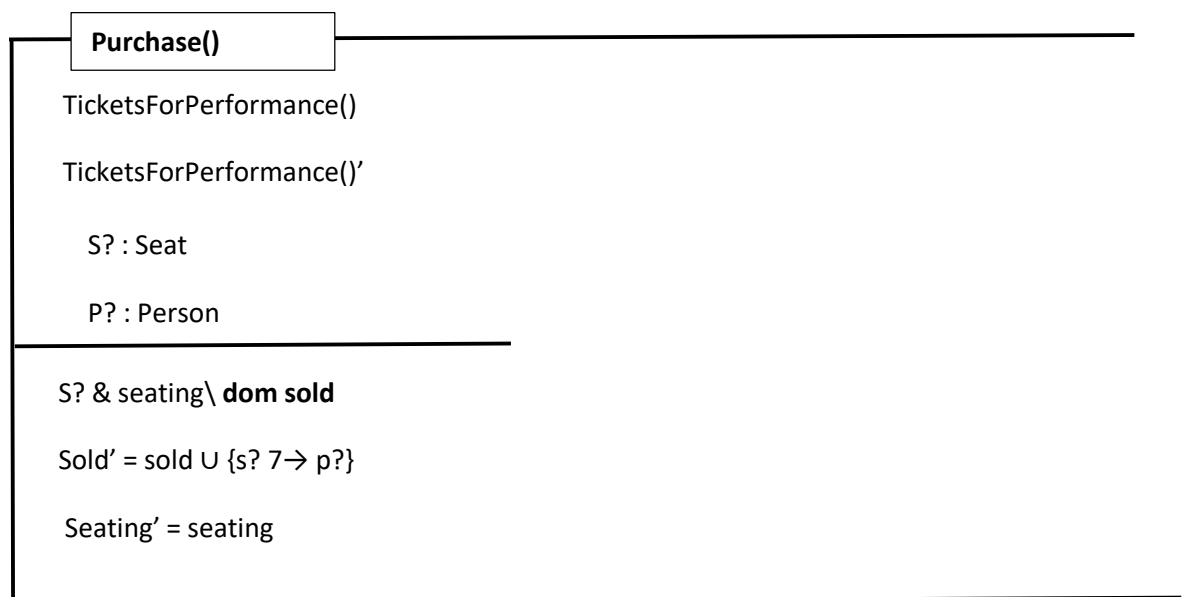 Purchase()
TicketsForPerformance()
TicketsForPerformance()’
S? : Seat
P? : Person
S? & seating\ dom sold
Sold’ = sold ∪ {s? 7→ p?}
Seating’ = seating